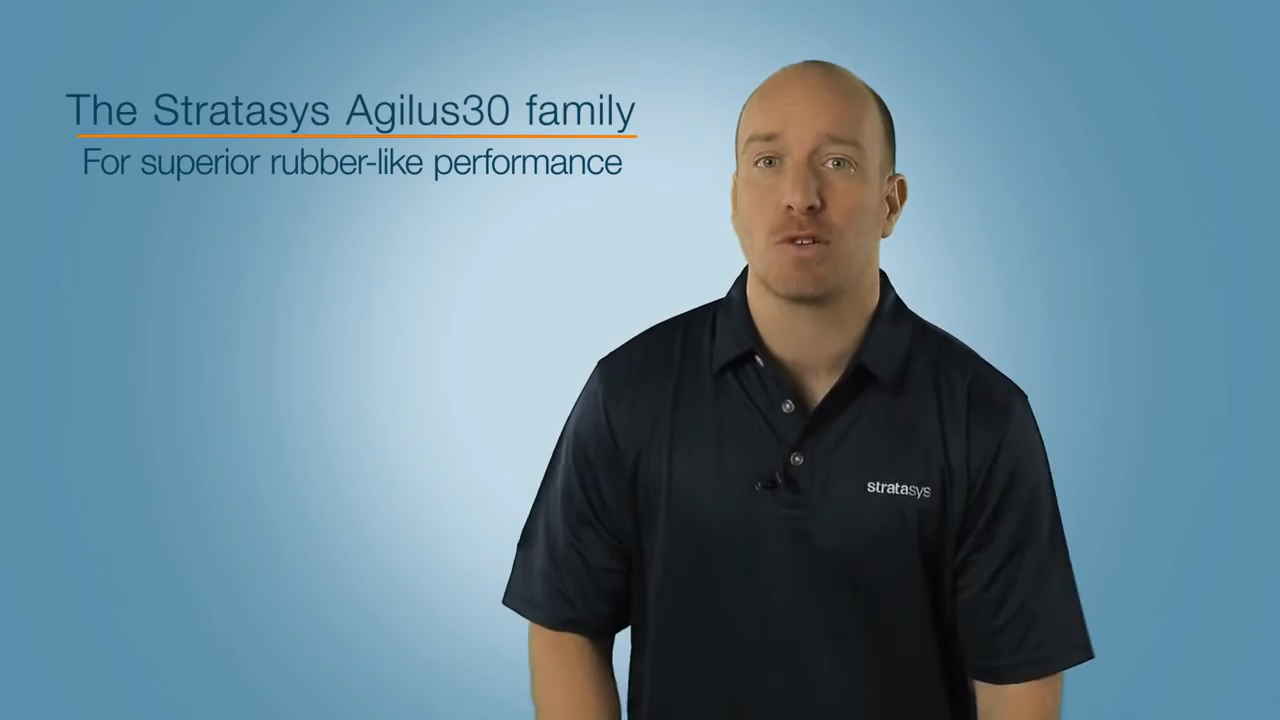 The Stratasys Agilus30 family
For superior rubber-like performance
stratasys